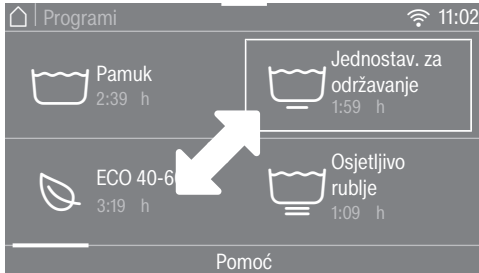 Programi
11:02
Pamuk
2:39 h
Jednostav. za
održavanje
1:59 h
ECO 40-6
3:19 h
Osjetljivo
rublje
1:09 h
Pomoć